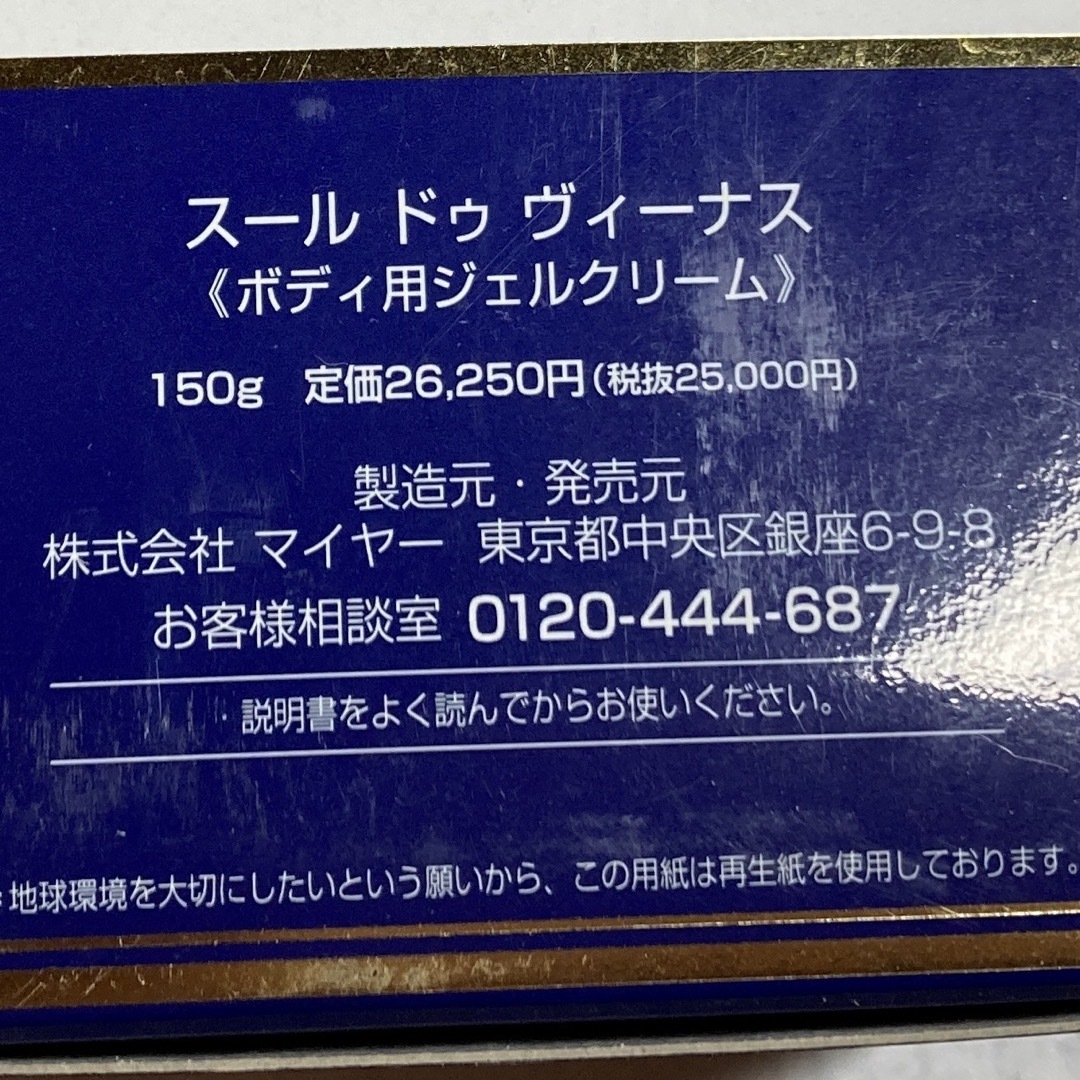 スール ドゥ ヴィーナス
《ボディ用ジェルクリーム》
150g 定価26,250円(税抜25,000円)
製造元・発売元
株式会社 マイヤー 東京都中央区銀座6-9-8
お客様相談室 0120-444-687
・説明書をよく読んでからお使いください。
※地球環境を大切にしたいという願いから、この用紙は再生紙を使用しております。